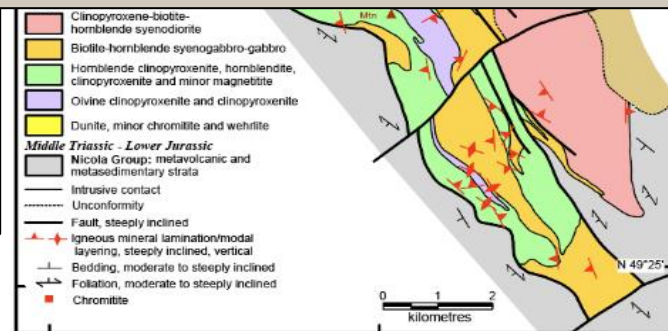 Clinopyroxene-biotite-
hornblende syenodiorite
Biotite-hornblende syenogabbro-gabbro
Hornblende clinopyroxenite, hornblendite,
clinopyroxenite and minor magnetitite
Olivine clinopyroxenite and clinopyroxenite
Dunite, minor chromitite and wehrlite
Middle Triassic - Lower Jurassic
Nicola Group: metavolcanic and
metasedimentary strata
Intrusive contact
Unconformity
Fault, steeply inclined
Igneous mineral lamination/modal
layering, steeply inclined, vertical
Bedding, moderate to steeply inclined
Foliation, moderate to steeply inclined
Chromitite
Mtn
N 49°25'
0 1 2
kilometres